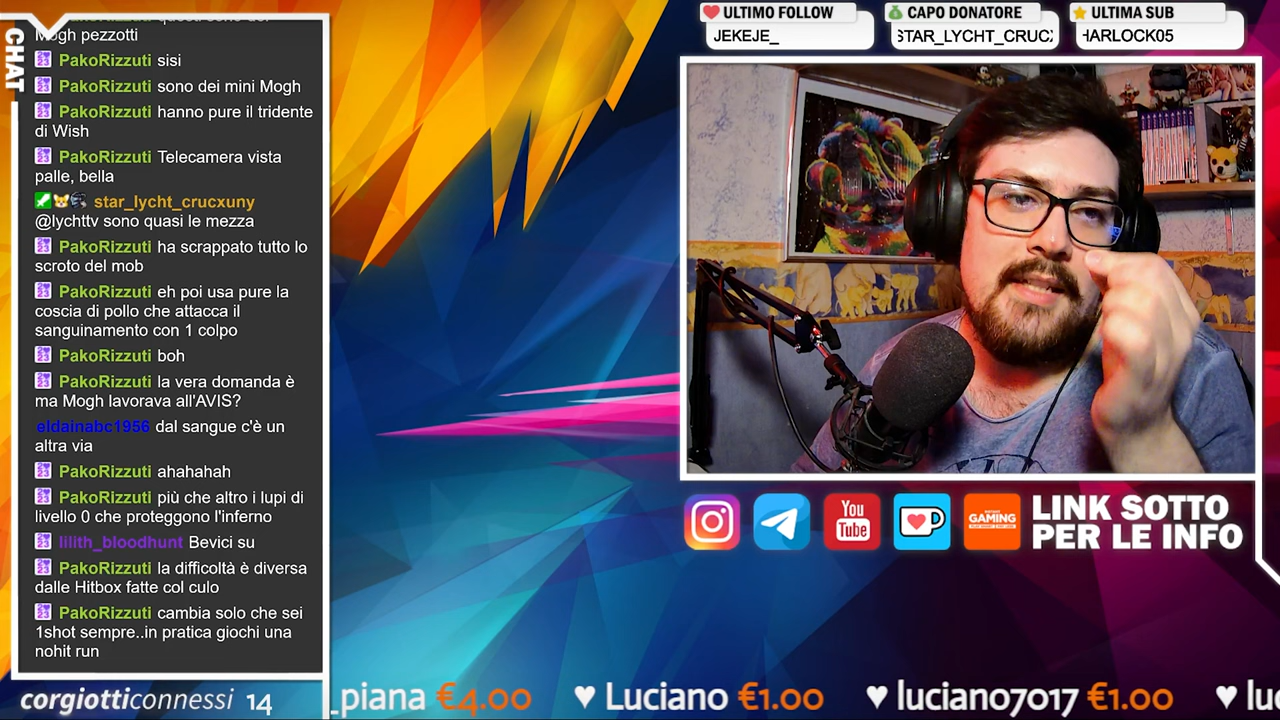 CHAT
Mogh pezzotti
PakoRizzuti sisi
PakoRizzuti sono dei mini Mogh
PakoRizzuti hanno pure il tridente
di Wish
PakoRizzuti Telecamera vista
palle, bella
star_lycht_crucxuny
@lychttv sono quasi le mezza
PakoRizzuti ha scrappato tutto lo
scroto del mob
PakoRizzuti eh poi usa pure la
coscia di pollo che attacca il
sanguinamento con 1 colpo
PakoRizzuti boh
PakoRizzuti la vera domanda è
ma Mogh lavorava all'AVIS?
eldainabc1956 dal sangue c'è un
altra via
PakoRizzuti ahahahah
PakoRizzuti più che altro i lupi di
livello 0 che proteggono l'inferno
lilith_bloodhunt Bevici su
PakoRizzuti la difficoltà è diversa
dalle Hitbox fatte col culo
PakoRizzuti cambia solo che sei
1shot sempre..in pratica giochi una
nohit run
corgiotticonnessi 14
ULTIMO FOLLOW
JEKEJE_
CAPO DONATORE
STAR_LYCHT_CRUCX
ULTIMA SUB
HARLOCK05
You
Tube
INSTANT
GAMING
LINK SOTTO
PER LE INFO
_piana €4.00 ♥ Luciano €1.00 ♥ luciano7017 €1.00 ♥ luc